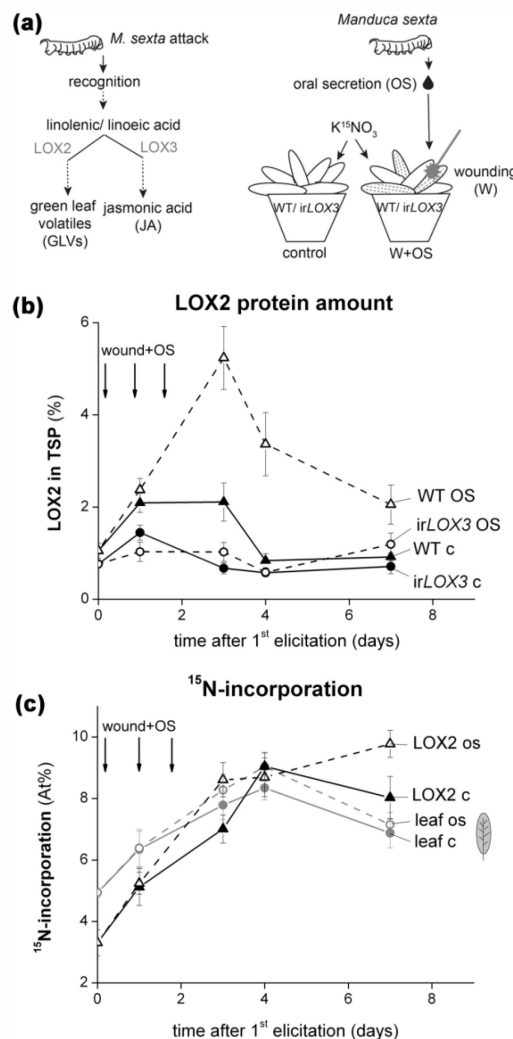 (a)
M. sexta attack
recognition
linolenic/ linoeic acid
LOX2
LOX3
green leaf
volatiles
(GLVs)
jasmonic acid
(JA)
Manduca sexta
oral secretion (OS)
K¹⁵NO₃
wounding
(W)
WT/ irLOX3
WT/ irLOX3
control
W+OS
(b)
LOX2 protein amount
6
4
2
0
LOX2 in TSP (%)
wound+OS
WT OS
irLOX3 OS
WT c
irLOX3 c
0
2
4
6
8
time after 1st elicitation (days)
(c)
¹⁵N-incorporation
10
8
6
4
2
¹⁵N-incorporation (At%)
wound+OS
LOX2 os
LOX2 c
leaf os
leaf c
0
2
4
6
8
time after 1st elicitation (days)